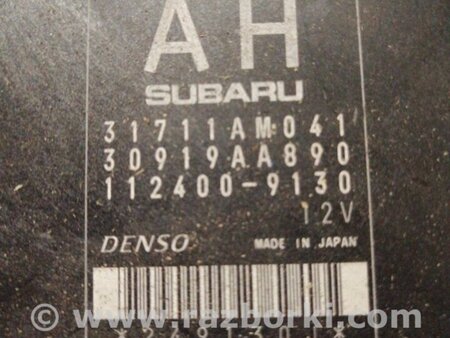 AH
SUBARU
31711AM041
30919AA890
112400-9130
12V
DENSO MADE IN JAPAN
© www.razborki.com